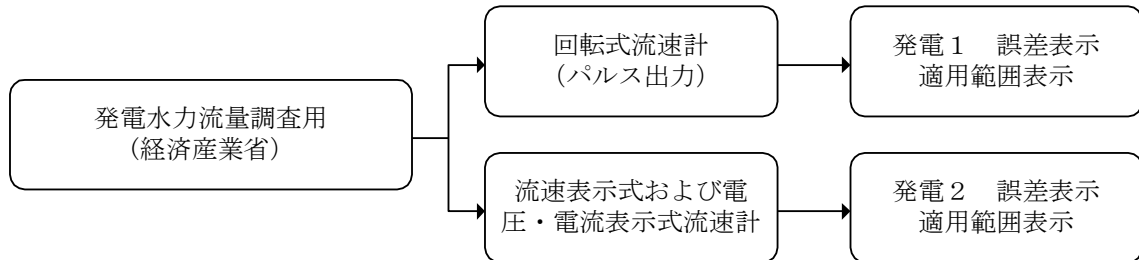 発電水力流量調査用
（経済産業省）
回転式流速計
（パルス出力）
発電１　誤差表示
適用範囲表示
流速表示式および電
圧・電流表示式流速計
発電２　誤差表示
適用範囲表示